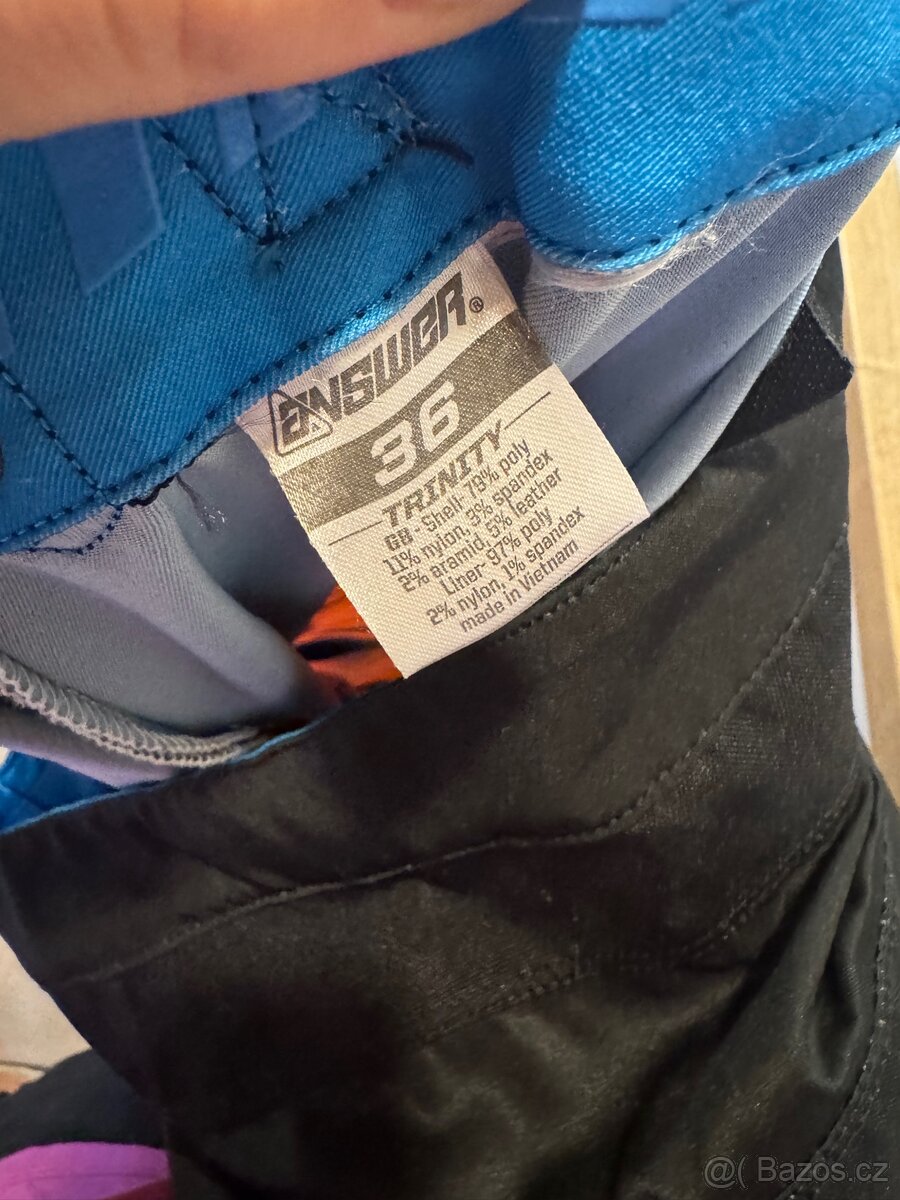 ANSWER®
36
TRINITY
GB - Shell: 79% poly
11% nylon, 3% spandex
2% aramid, 5% leather
Liner- 97% poly
2% nylon, 1% spandex
made in Vietnam
@( Bazos.cz